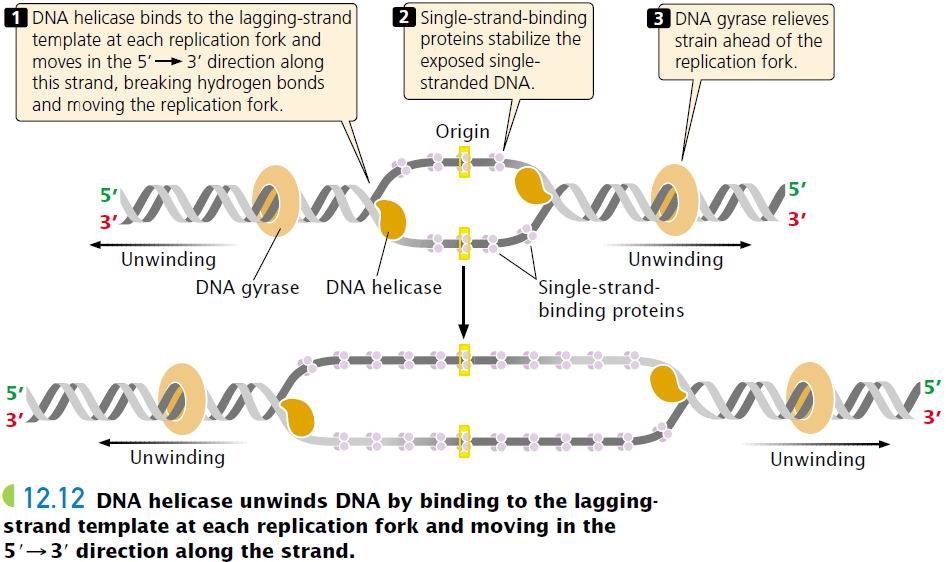 1 DNA helicase binds to the lagging-strand
template at each replication fork and
moves in the 5′ → 3′ direction along
this strand, breaking hydrogen bonds
and moving the replication fork.
2 Single-strand-binding
proteins stabilize the
exposed single-
stranded DNA.
3 DNA gyrase relieves
strain ahead of the
replication fork.
Origin
5′
3′
5′
3′
Unwinding
Unwinding
DNA gyrase
DNA helicase
Single-strand-
binding proteins
5′
3′
5′
3′
Unwinding
Unwinding
12.12 DNA helicase unwinds DNA by binding to the lagging-
strand template at each replication fork and moving in the
5′→3′ direction along the strand.